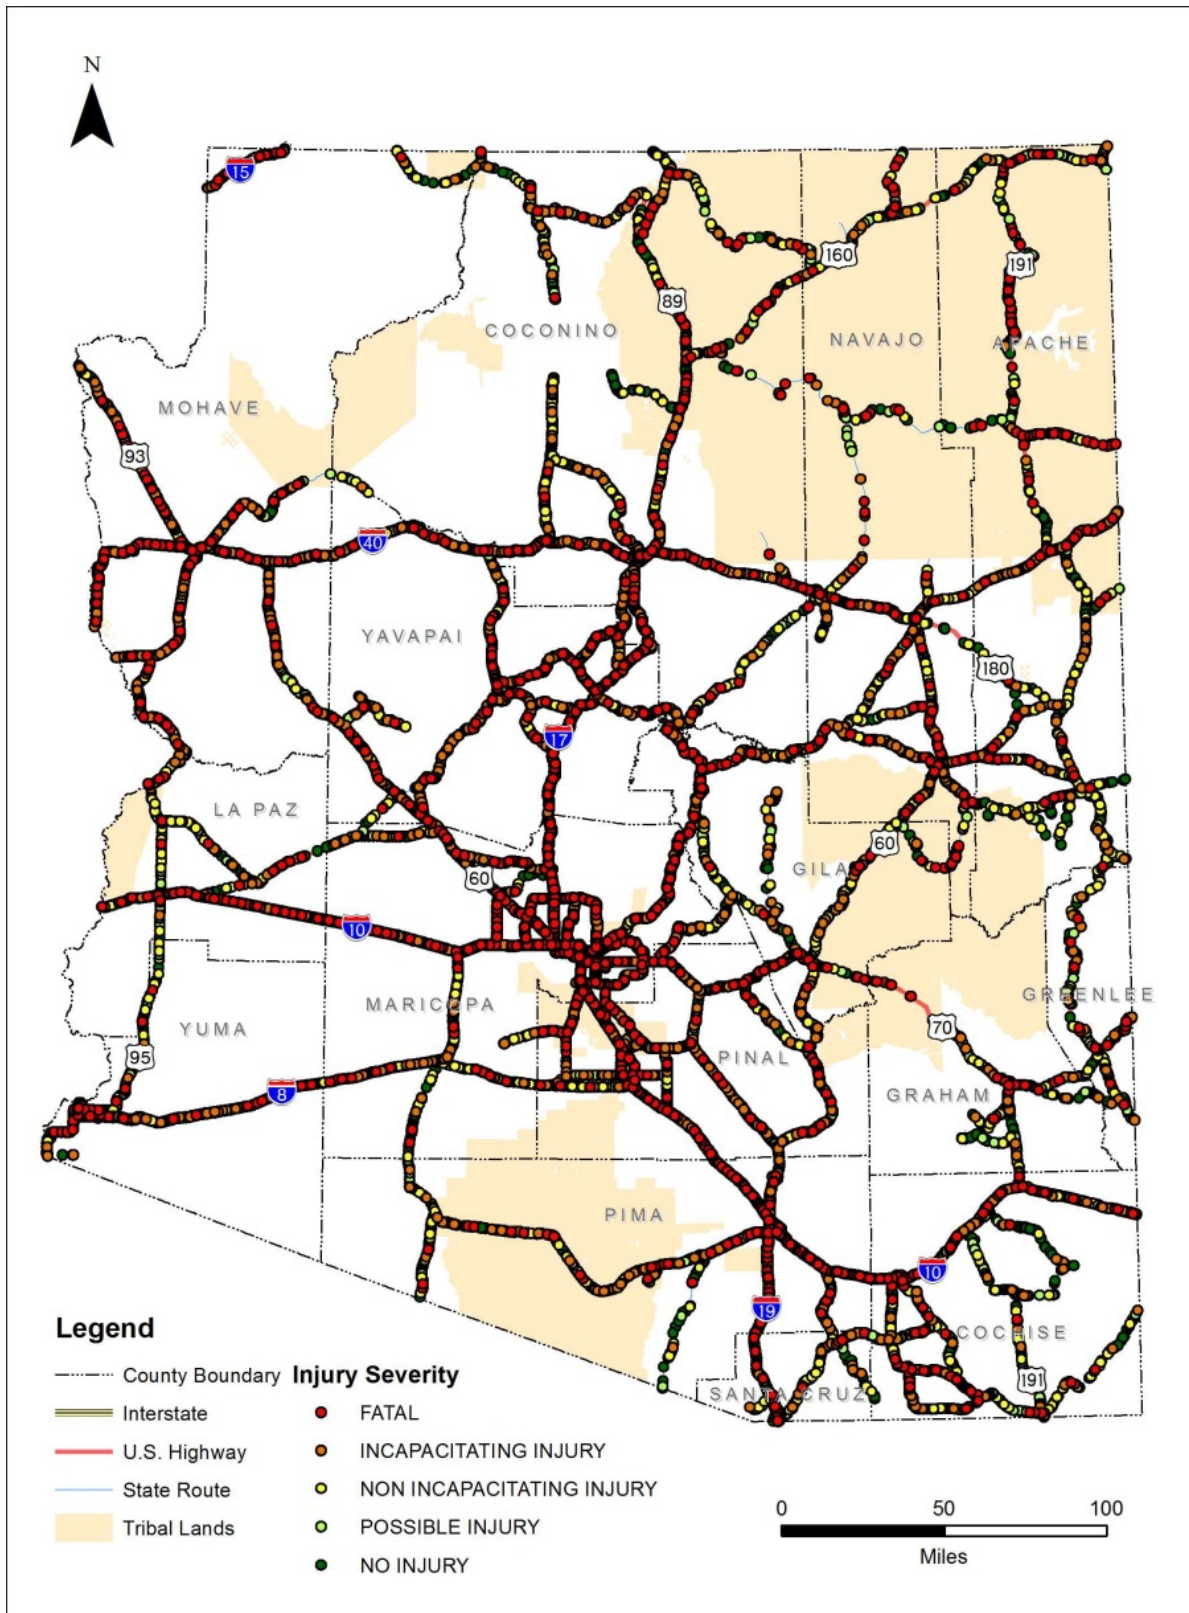 N
15
160
191
89
COCONINO
NAVAJO
APACHE
MOHAVE
93
40
YAVAPAI
180
17
LA PAZ
60
GILA
60
10
MARICOPA
GREENLEE
YUMA
70
95
PINAL
8
GRAHAM
PIMA
10
19
COCHISE
191
SANTA CRUZ
Legend
County Boundary
Interstate
U.S. Highway
State Route
Tribal Lands
Injury Severity
FATAL
INCAPACITATING INJURY
NON INCAPACITATING INJURY
POSSIBLE INJURY
NO INJURY
0 50 100
Miles